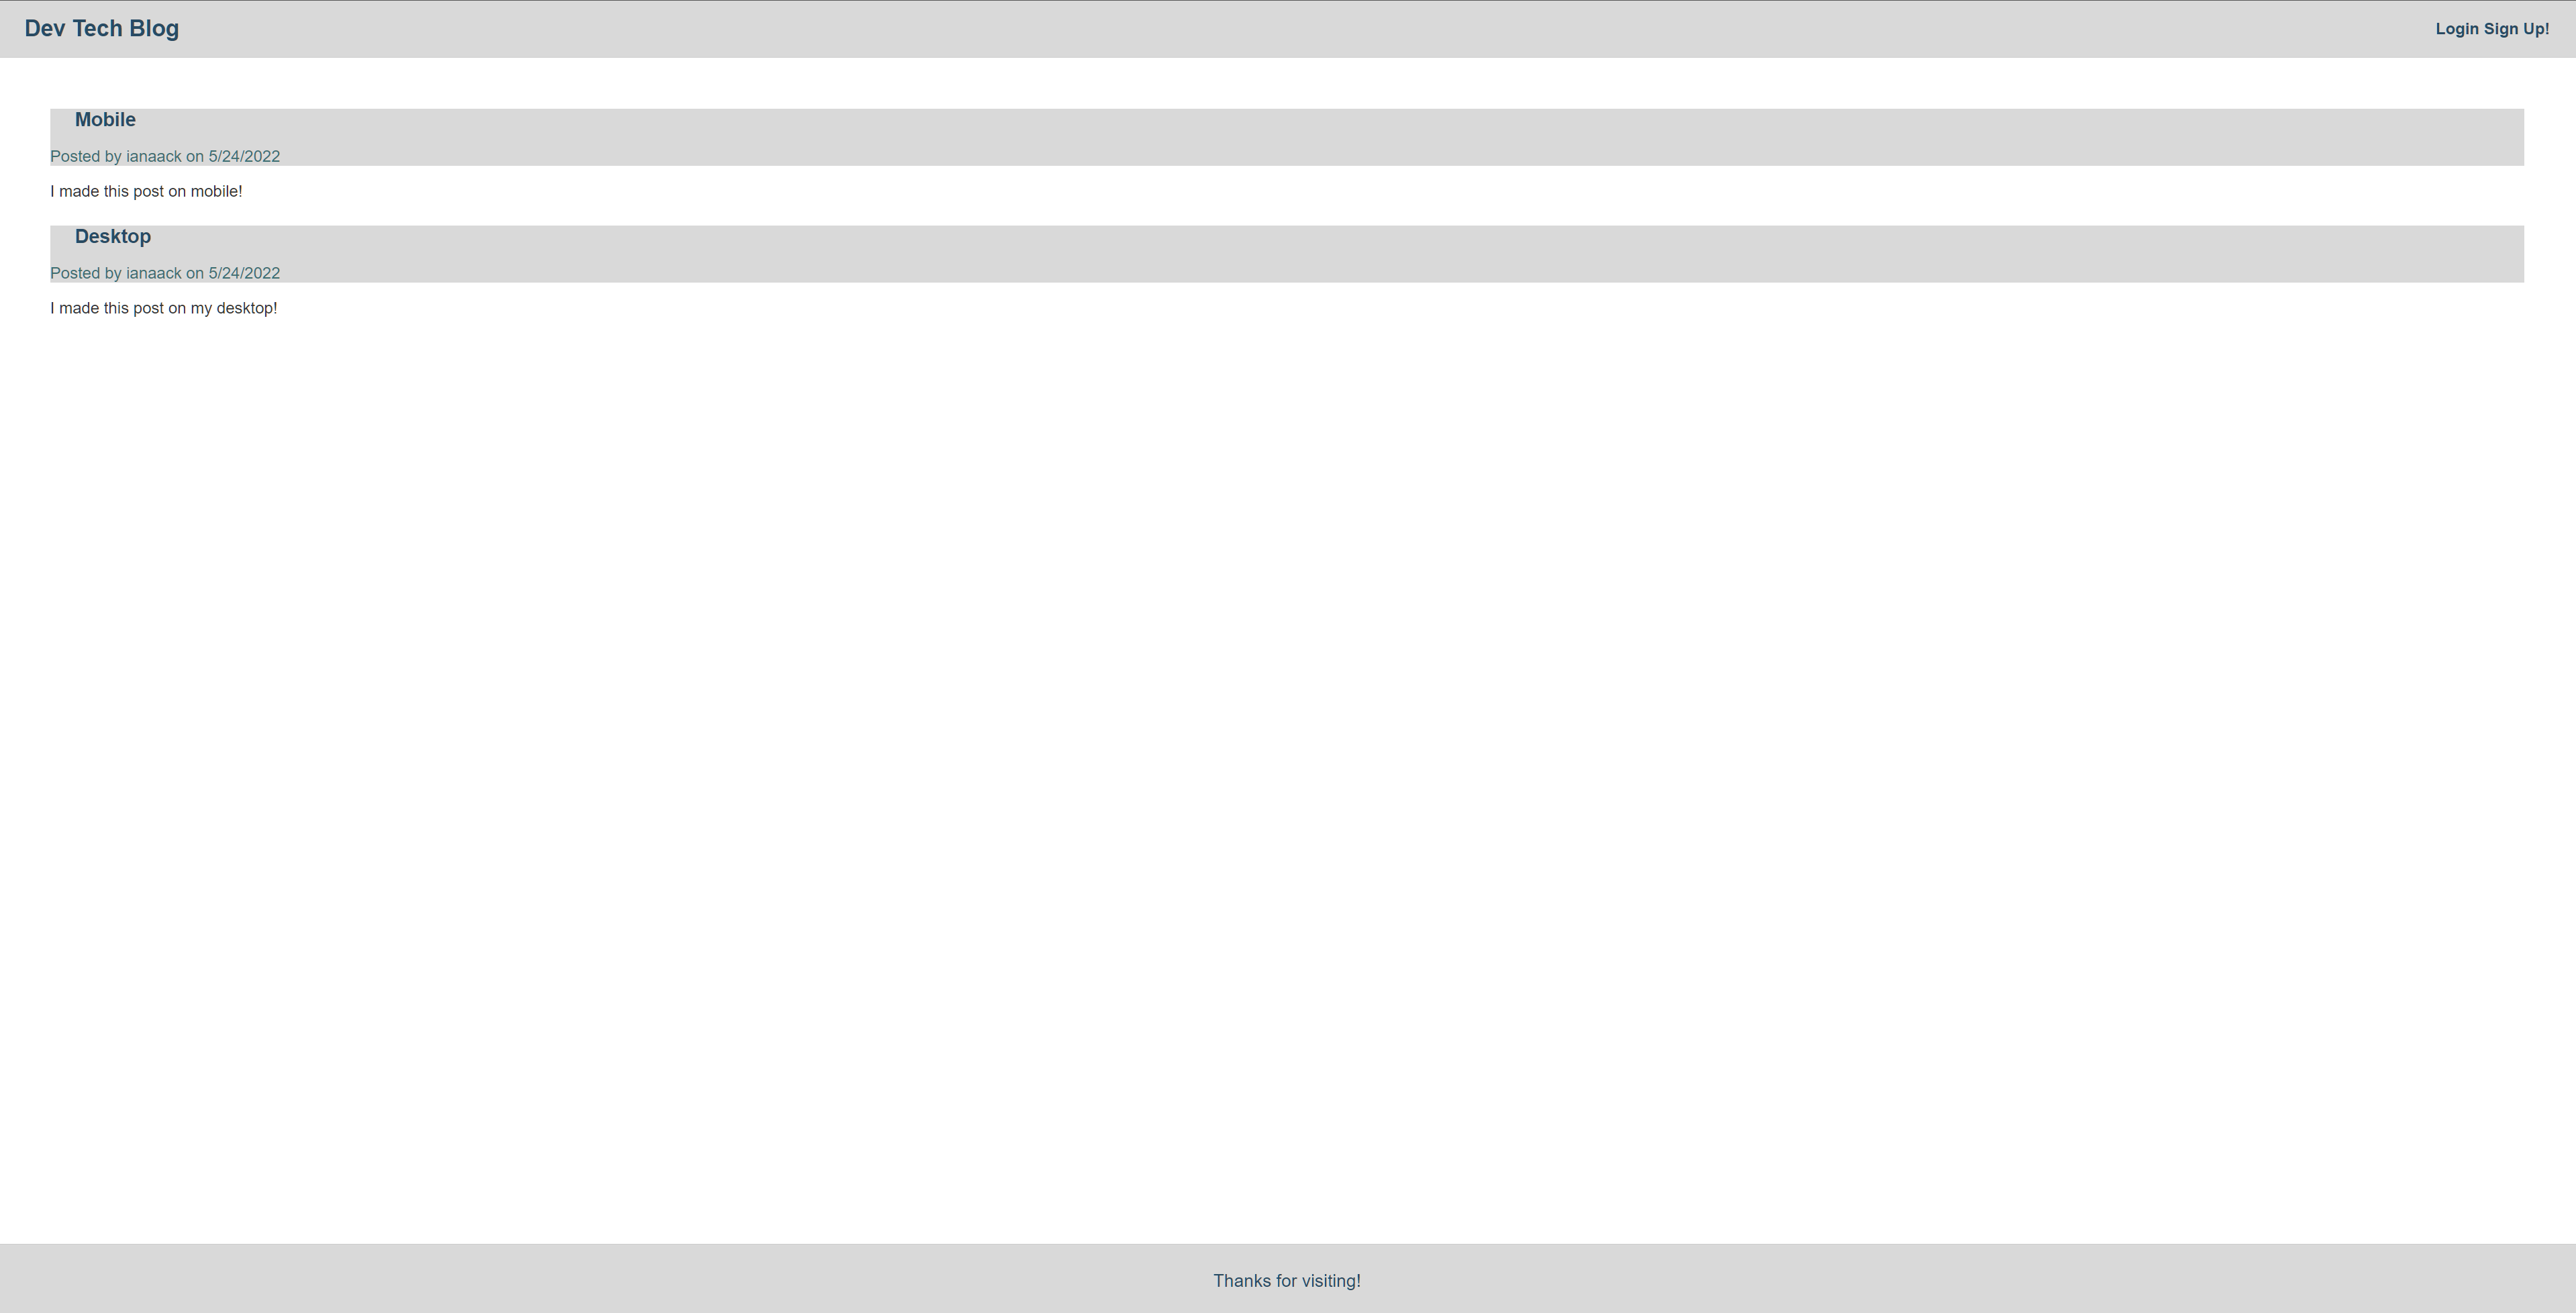 Dev Tech Blog
Login Sign Up!
Mobile
Posted by ianaack on 5/24/2022
I made this post on mobile!
Desktop
Posted by ianaack on 5/24/2022
I made this post on my desktop!
Thanks for visiting!